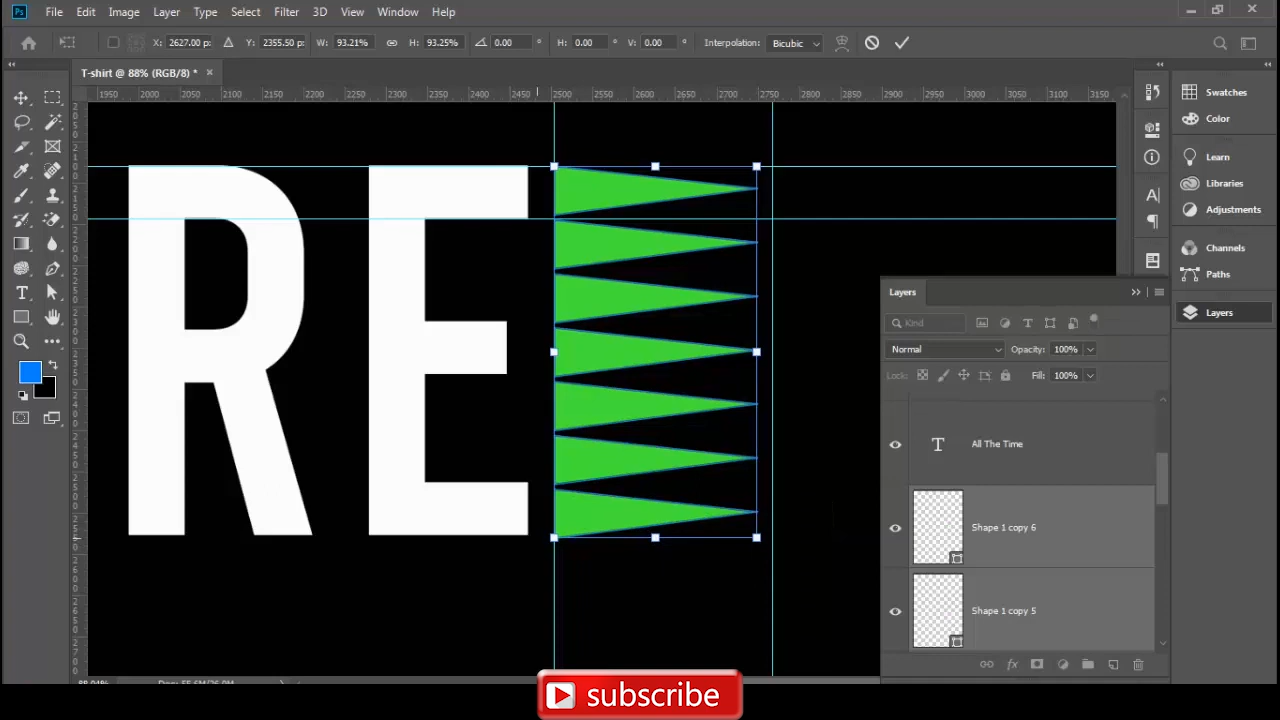 Ps File Edit Image Layer Type Select Filter 3D View Window Help
X: 2627.00 p: Y: 2355.50 p: W: 93.21% H: 93.25% 0.00 ° H: 0.00 ° V: 0.00 ° Interpolation: Bicubic
T-shirt @ 88% (RGB/8) * ×
1950 2000 2050 2100 2150 2200 2250 2300 2350 2400 2450 2500 2550 2600 2650 2700 2750 2800 2850 2900 2950 3000 3050 3100 3150
Swatches
Color
Learn
Libraries
Adjustments
Channels
Paths
Layers
RE
Layers
Kind
Normal Opacity: 100%
Lock: Fill: 100%
T All The Time
Shape 1 copy 6
Shape 1 copy 5
fx
subscribe